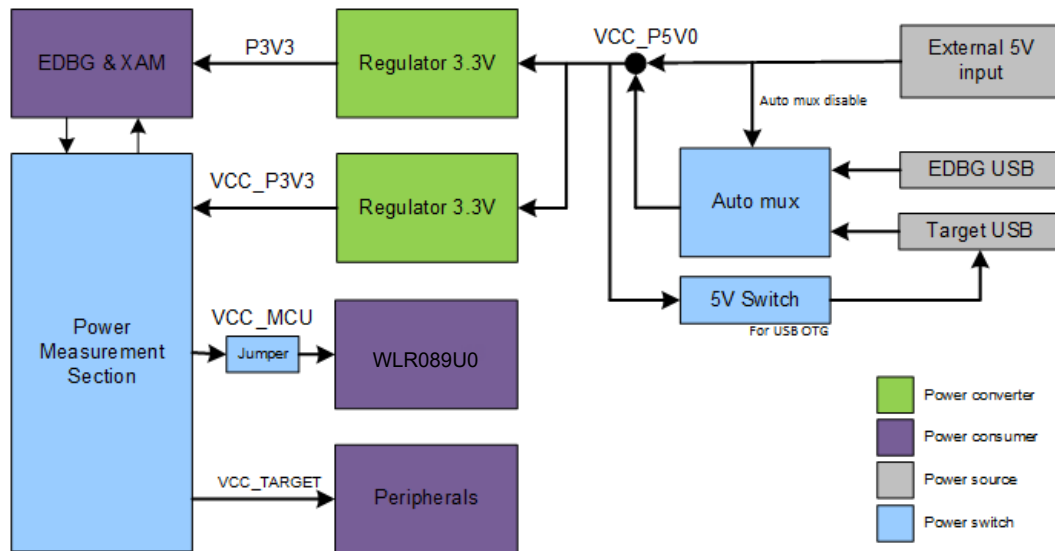 EDBG & XAM
P3V3
Regulator 3.3V
VCC_P5V0
External 5V
input
Auto mux disable
VCC_P3V3
Regulator 3.3V
Auto mux
EDBG USB
Target USB
5V Switch
For USB OTG
Power
Measurement
Section
VCC_MCU
Jumper
WLR089U0
VCC_TARGET
Peripherals
Power converter
Power consumer
Power source
Power switch